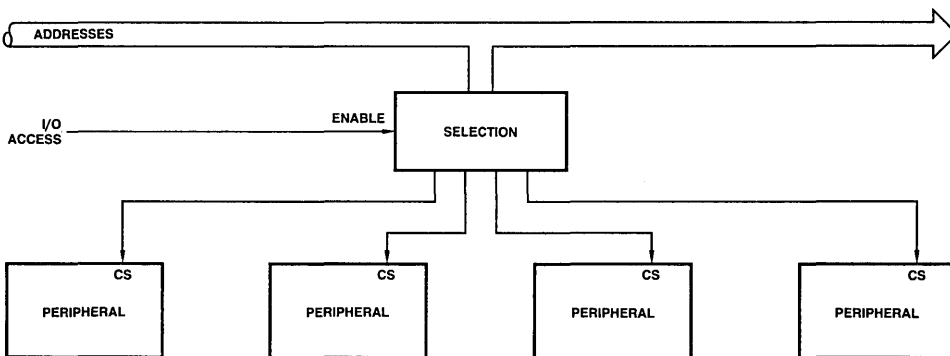 ADDRESSES
I/O
ACCESS
ENABLE
SELECTION
CS
PERIPHERAL
CS
PERIPHERAL
CS
PERIPHERAL
CS
PERIPHERAL